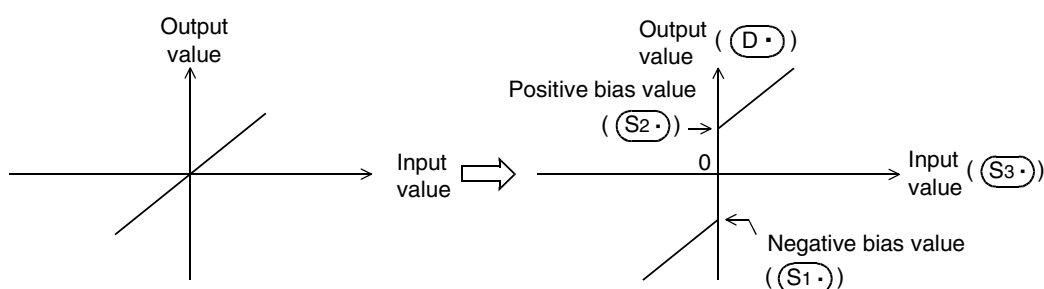 Output
value
Input
value
Output ( D · )
value
Positive bias value
( S2 · )
0
Input ( S3 · )
value
Negative bias value
( S1 · )